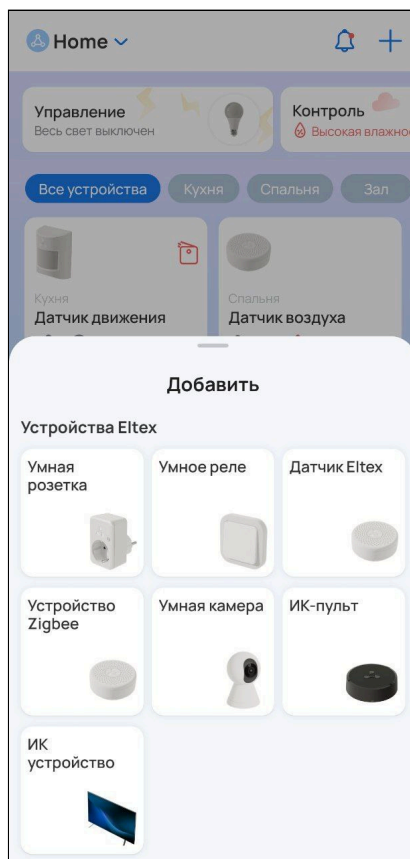 Home
Управление
Весь свет выключен
Контроль
Высокая влажно
Все устройства
Кухня
Спальня
Зал
Кухня
Датчик движения
Спальня
Датчик воздуха
Добавить
Устройства Eltex
Умная
розетка
Умное реле
Датчик Eltex
Устройство
Zigbee
Умная камера
ИК-пульт
ИК
устройство